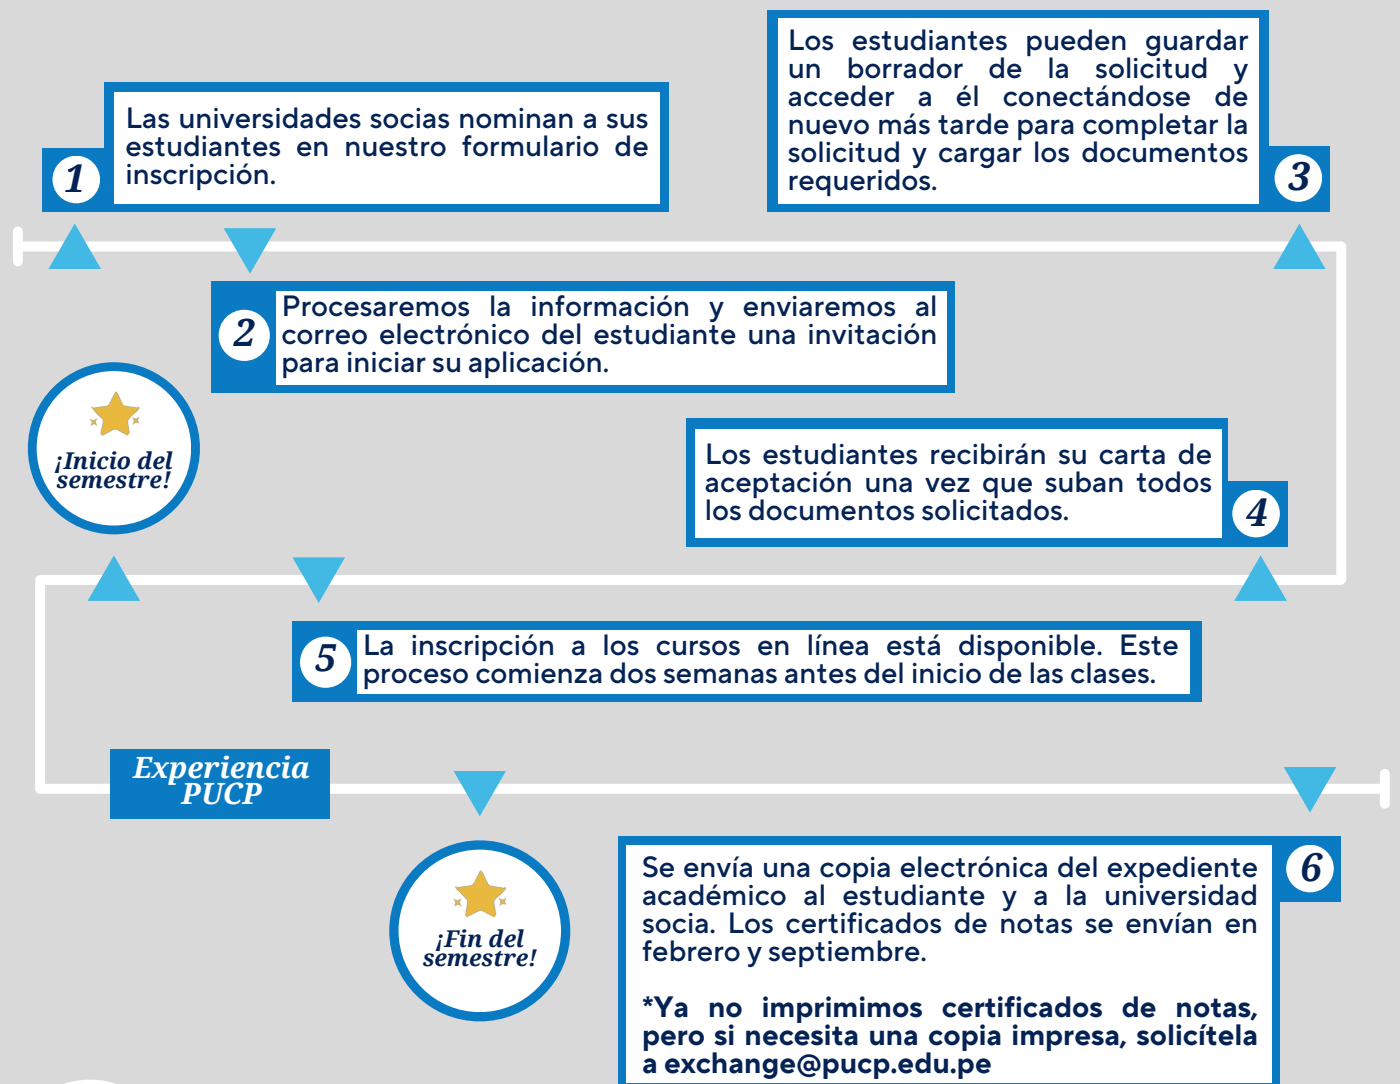 1
Las universidades socias nominan a sus
estudiantes en nuestro formulario de
inscripción.
2
Procesaremos la información y enviaremos al
correo electrónico del estudiante una invitación
para iniciar su aplicación.
Los estudiantes pueden guardar
un borrador de la solicitud y
acceder a él conectándose de
nuevo más tarde para completar la
solicitud y cargar los documentos
requeridos.
3
Los estudiantes recibirán su carta de
aceptación una vez que suban todos
los documentos solicitados.
4
5
La inscripción a los cursos en línea está disponible. Este
proceso comienza dos semanas antes del inicio de las clases.
¡Inicio del
semestre!
Experiencia
PUCP
¡Fin del
semestre!
6
Se envía una copia electrónica del expediente
académico al estudiante y a la universidad
socia. Los certificados de notas se envían en
febrero y septiembre.
*Ya no imprimimos certificados de notas,
pero si necesita una copia impresa, solicítela
a exchange@pucp.edu.pe